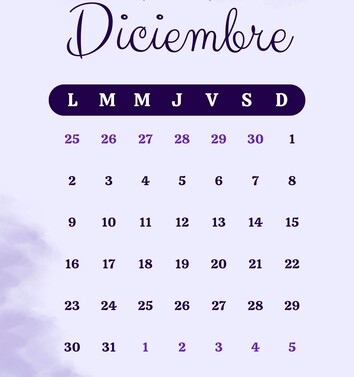 Diciembre
L M M J V S D
25 26 27 28 29 30 1
2 3 4 5 6 7 8
9 10 11 12 13 14 15
16 17 18 19 20 21 22
23 24 25 26 27 28 29
30 31 1 2 3 4 5